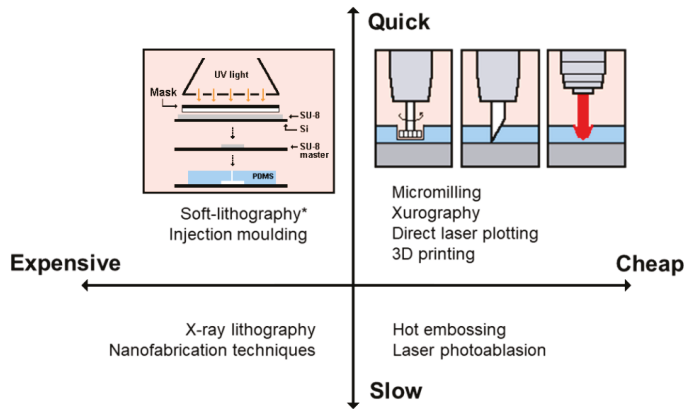 Quick
UV light
Mask
SU-8
Si
SU-8
master
PDMS
Soft-lithography*
Injection moulding
Micromilling
Xurography
Direct laser plotting
3D printing
Expensive
Cheap
X-ray lithography
Nanofabrication techniques
Hot embossing
Laser photoablasion
Slow